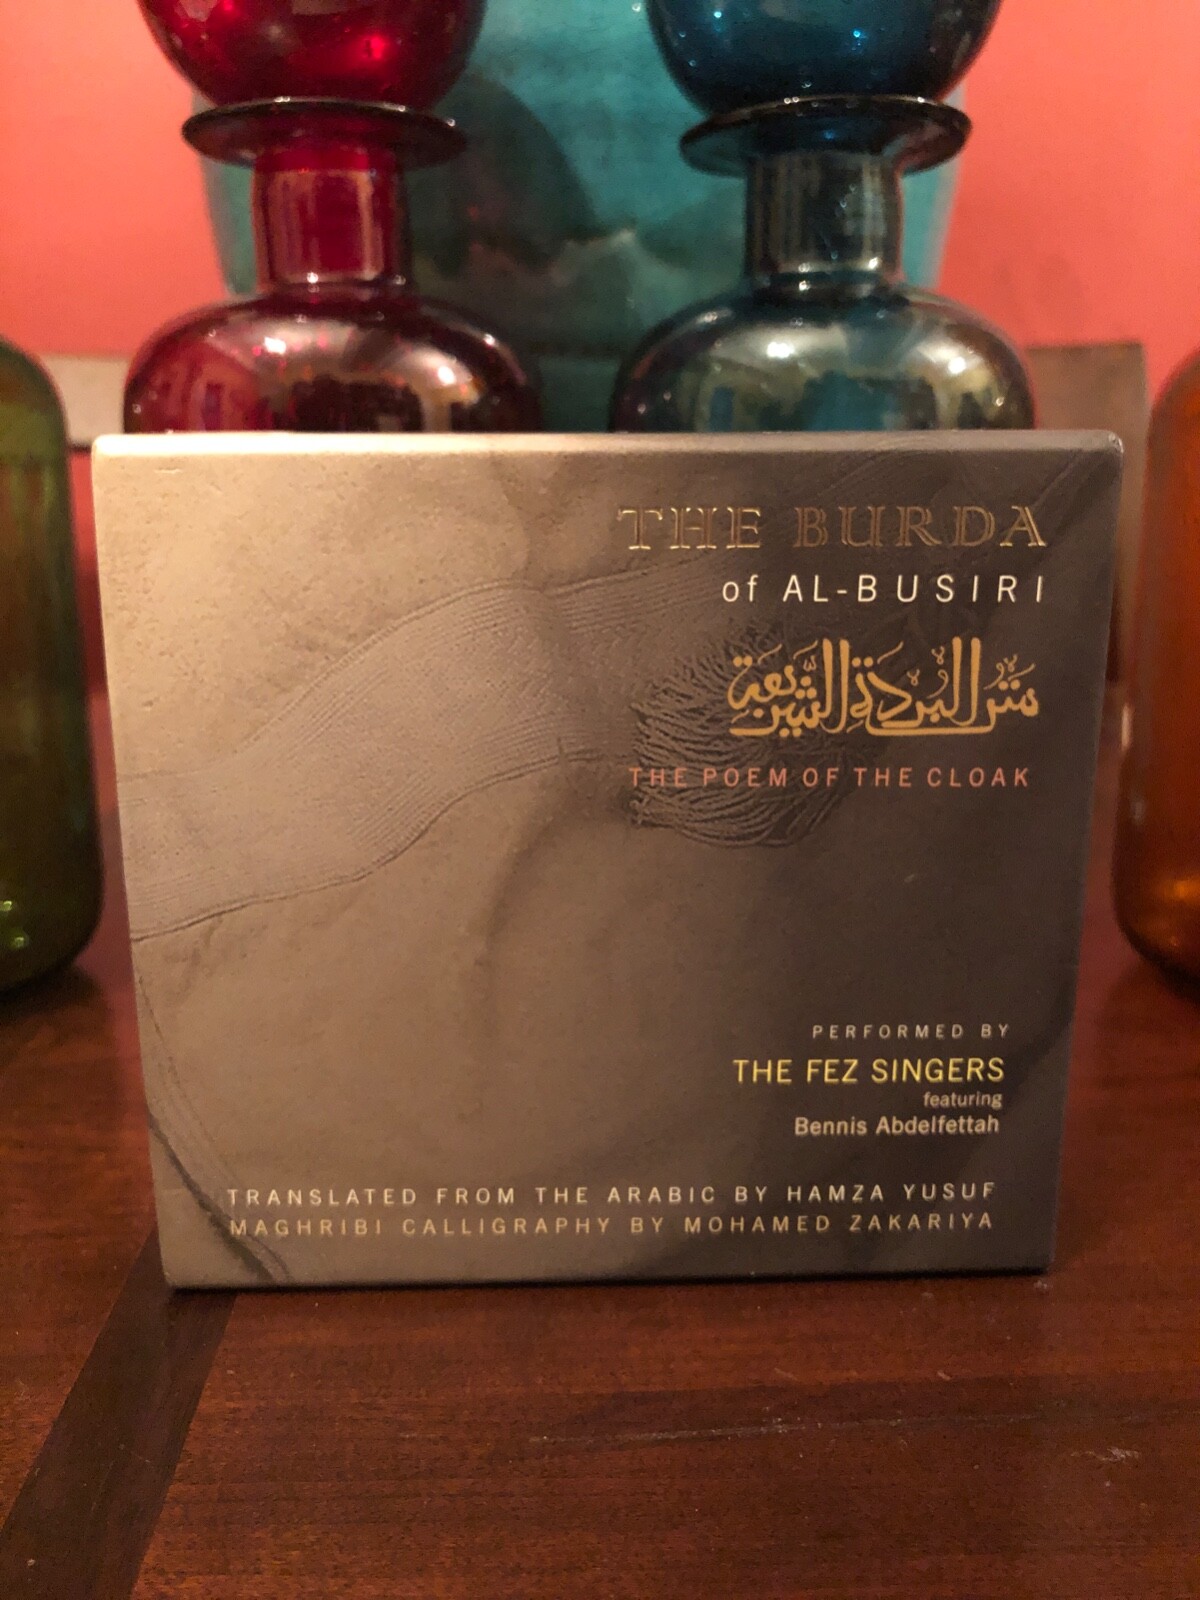 THE BURDA
of AL-BUSIRI
متن البردة الشريفة
THE POEM OF THE CLOAK
PERFORMED BY
THE FEZ SINGERS
featuring
Bennis Abdelfettah
TRANSLATED FROM THE ARABIC BY HAMZA YUSUF
MAGHRIBI CALLIGRAPHY BY MOHAMED ZAKARIYA